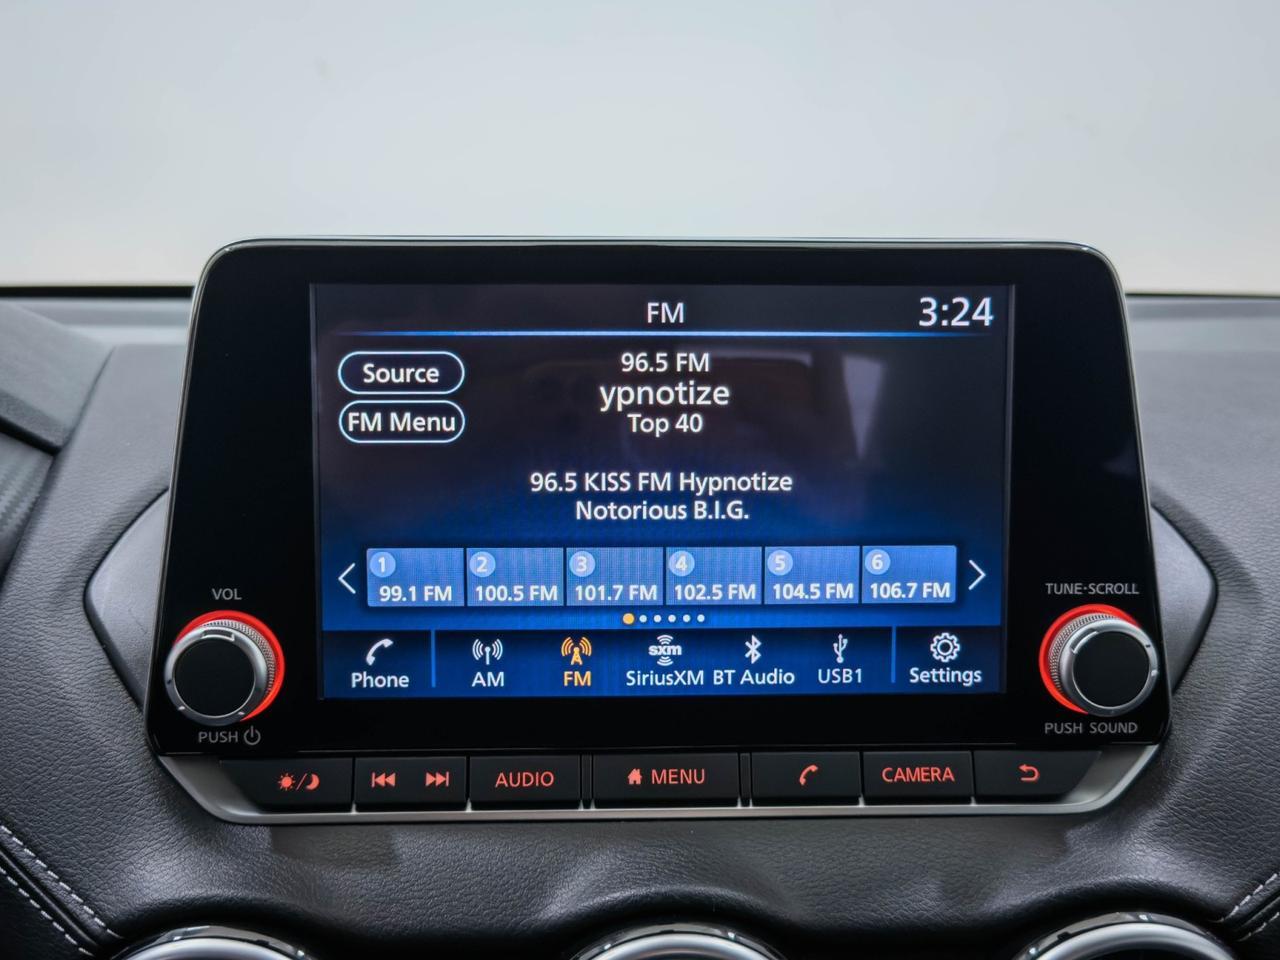 FM
3:24
Source
FM Menu
96.5 FM
ypnotize
Top 40
96.5 KISS FM Hypnotize
Notorious B.I.G.
1 99.1 FM
2 100.5 FM
3 101.7 FM
4 102.5 FM
5 104.5 FM
6 106.7 FM
Phone
AM
FM
sxm
SiriusXM
BT Audio
USB1
Settings
VOL
PUSH
TUNE·SCROLL
PUSH SOUND
AUDIO
MENU
CAMERA